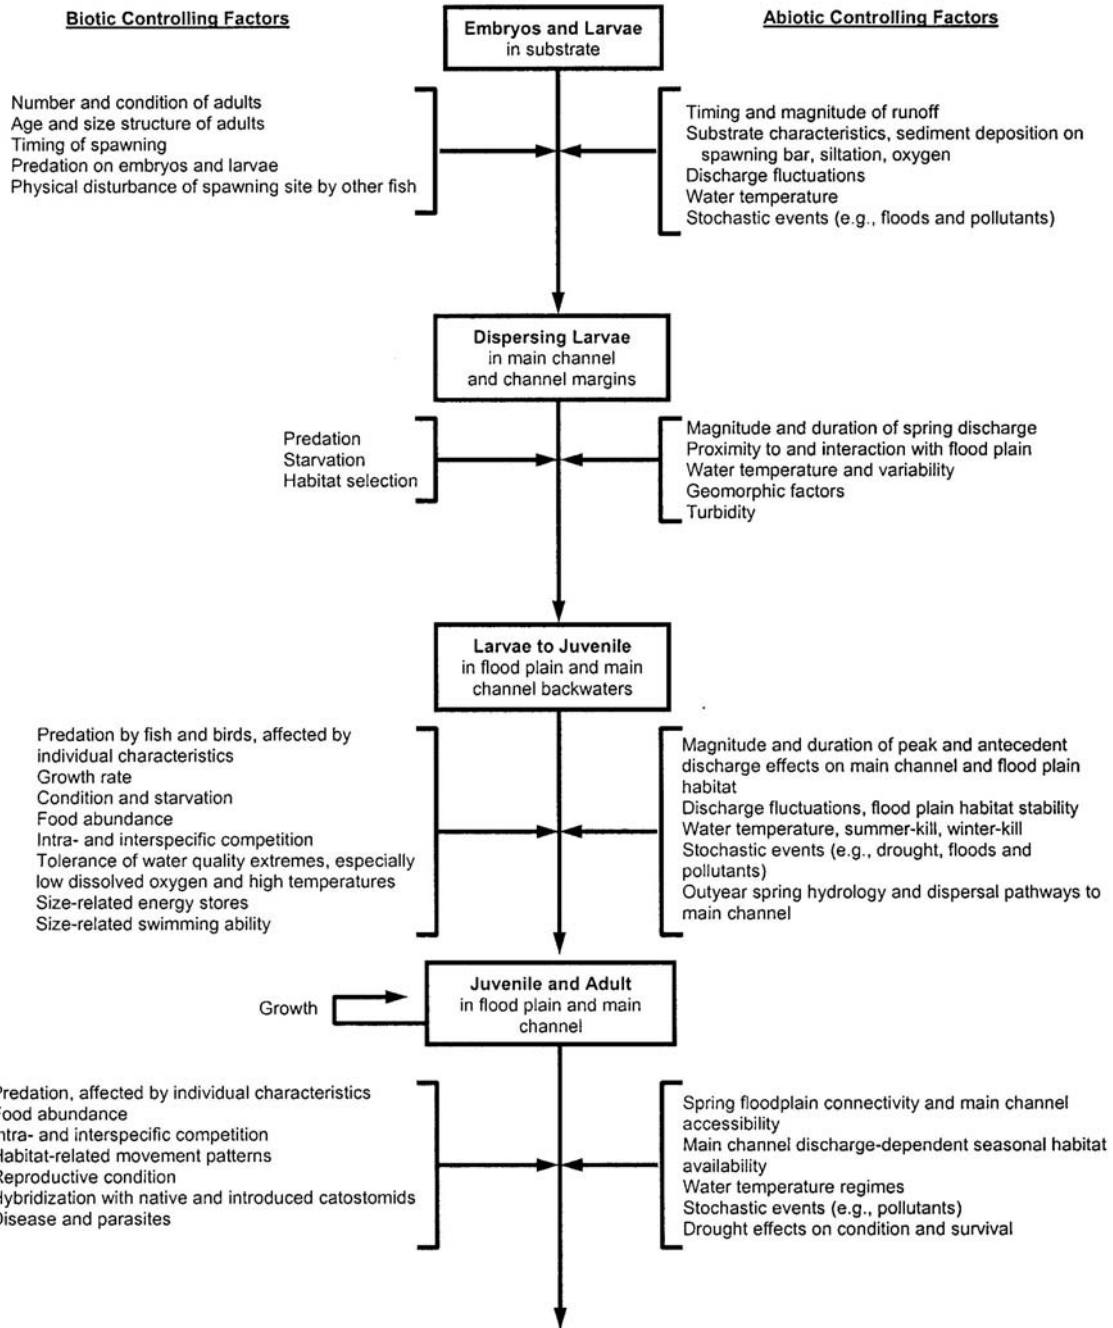 Biotic Controlling Factors
Abiotic Controlling Factors
Embryos and Larvae
in substrate
Number and condition of adults
Age and size structure of adults
Timing of spawning
Predation on embryos and larvae
Physical disturbance of spawning site by other fish
Timing and magnitude of runoff
Substrate characteristics, sediment deposition on
spawning bar, siltation, oxygen
Discharge fluctuations
Water temperature
Stochastic events (e.g., floods and pollutants)
Dispersing Larvae
in main channel
and channel margins
Predation
Starvation
Habitat selection
Magnitude and duration of spring discharge
Proximity to and interaction with flood plain
Water temperature and variability
Geomorphic factors
Turbidity
Larvae to Juvenile
in flood plain and main
channel backwaters
Predation by fish and birds, affected by
individual characteristics
Growth rate
Condition and starvation
Food abundance
Intra- and interspecific competition
Tolerance of water quality extremes, especially
low dissolved oxygen and high temperatures
Size-related energy stores
Size-related swimming ability
Magnitude and duration of peak and antecedent
discharge effects on main channel and flood plain
habitat
Discharge fluctuations, flood plain habitat stability
Water temperature, summer-kill, winter-kill
Stochastic events (e.g., drought, floods and
pollutants)
Outyear spring hydrology and dispersal pathways to
main channel
Juvenile and Adult
in flood plain and main
channel
Growth
Predation, affected by individual characteristics
Food abundance
Intra- and interspecific competition
Habitat-related movement patterns
Reproductive condition
Hybridization with native and introduced catostomids
Disease and parasites
Spring floodplain connectivity and main channel
accessibility
Main channel discharge-dependent seasonal habitat
availability
Water temperature regimes
Stochastic events (e.g., pollutants)
Drought effects on condition and survival